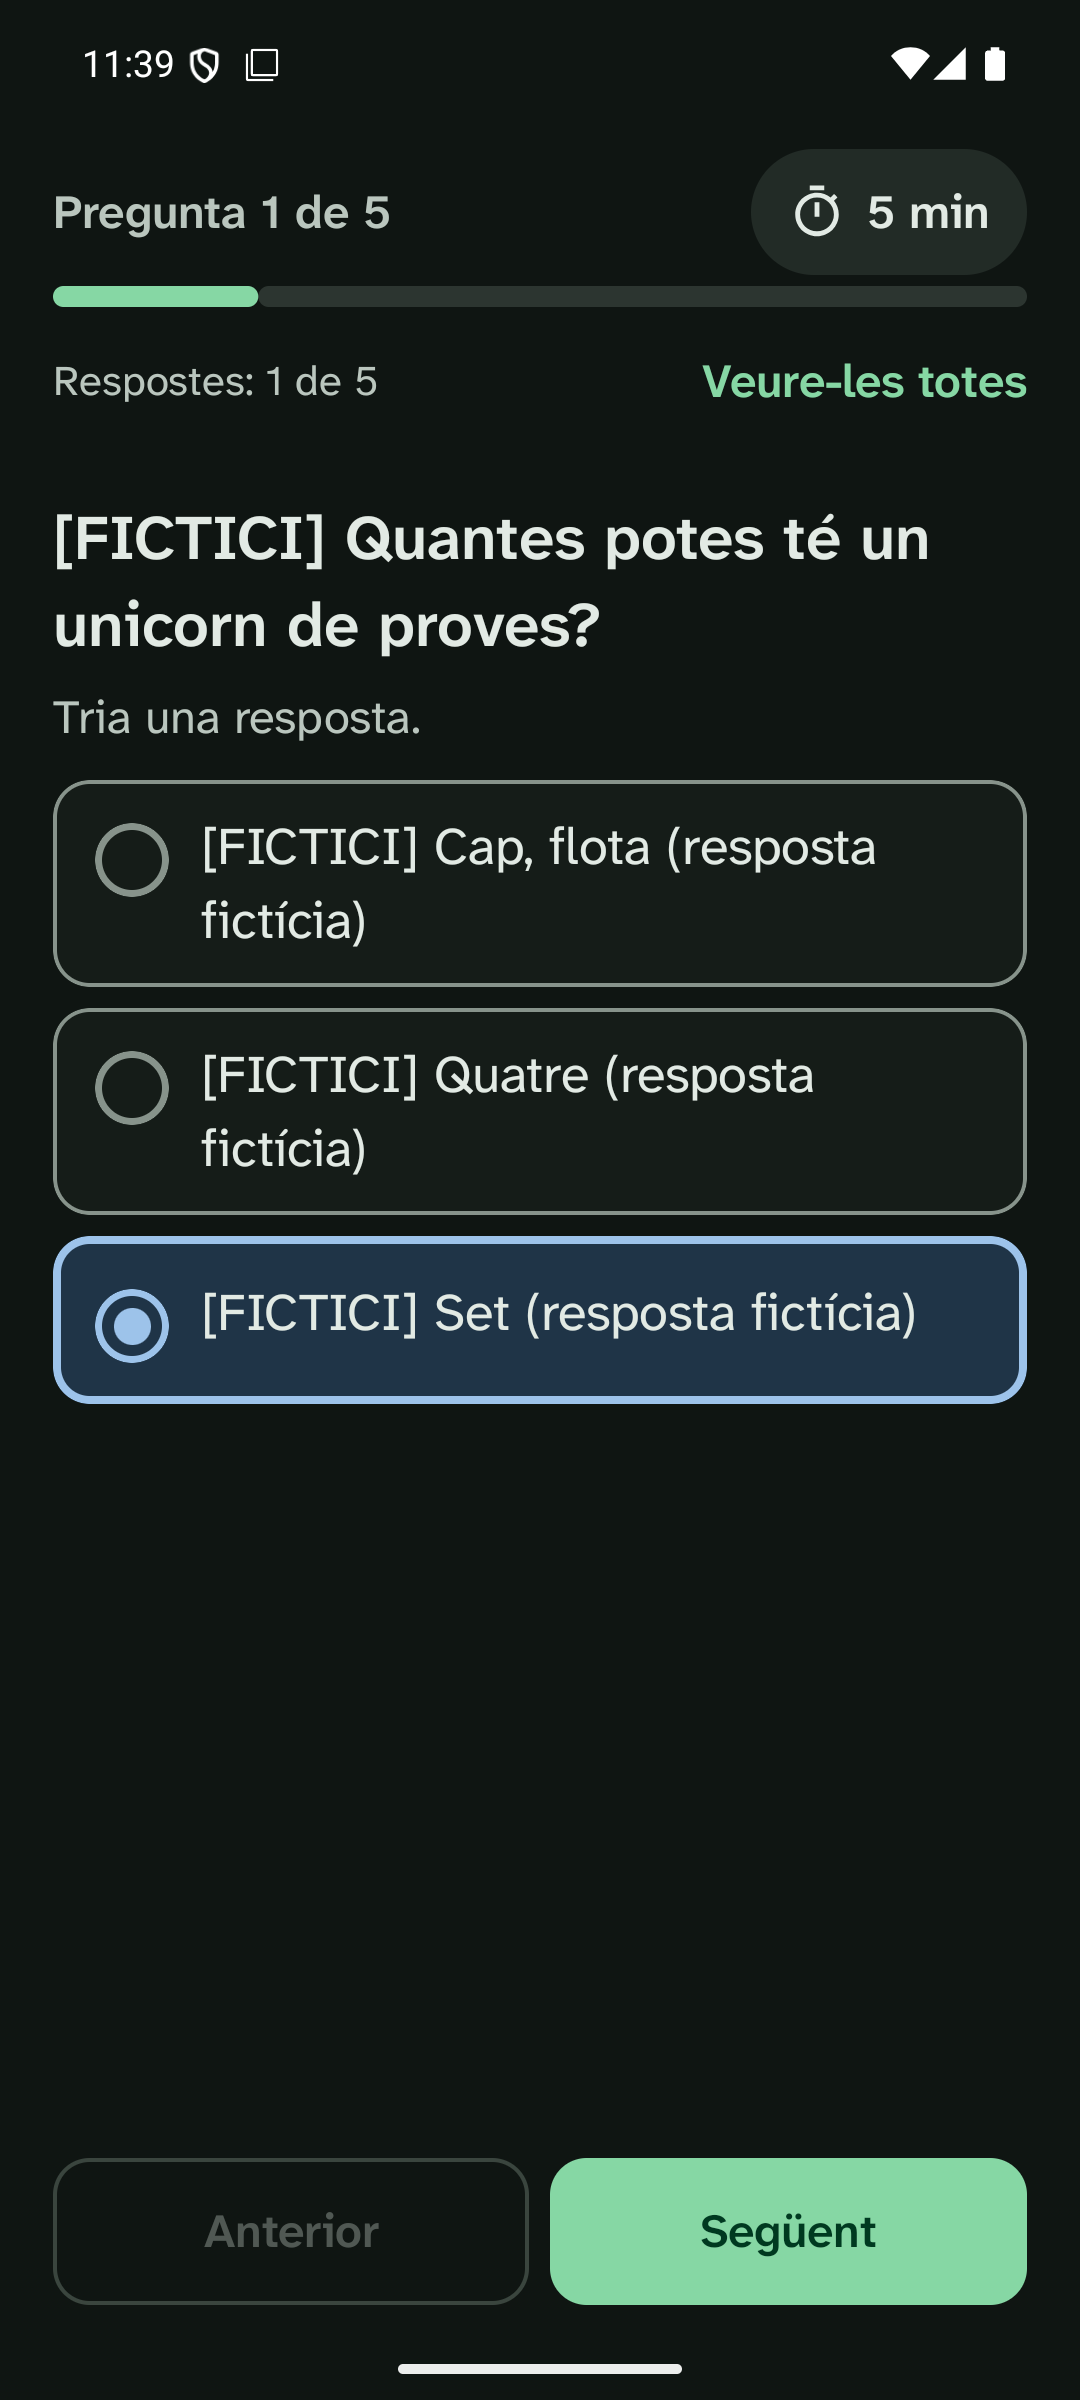 11:39
Pregunta 1 de 5
5 min
Respostes: 1 de 5
Veure-les totes
[FICTICI] Quantes potes té un
unicorn de proves?
Tria una resposta.
[FICTICI] Cap, flota (resposta
fictícia)
[FICTICI] Quatre (resposta
fictícia)
[FICTICI] Set (resposta fictícia)
Anterior
Següent